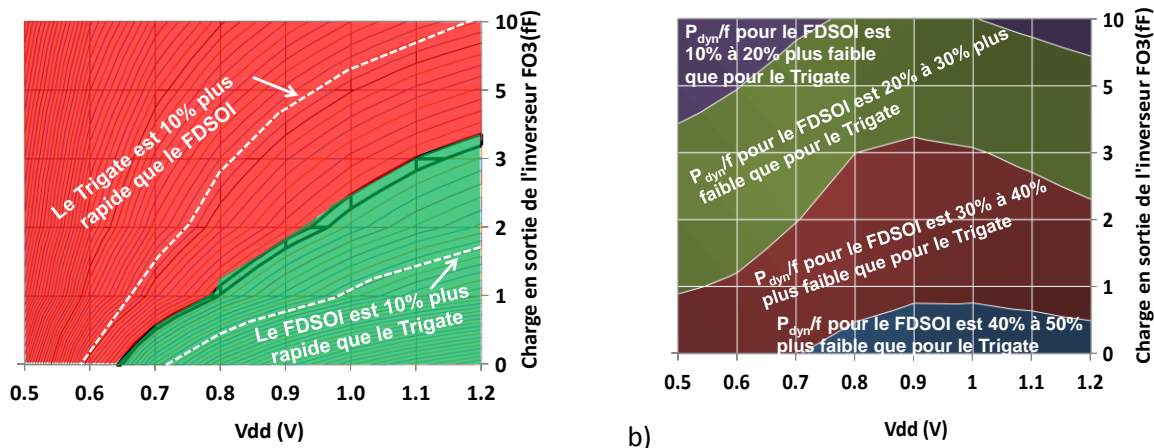 Le Trigate est 10% plus
rapide que le FDSOI
Le FDSOI est 10% plus
rapide que le Trigate
10
5
3
2
1
0
Charge en sortie de l'inverseur FO3(fF)
0.5 0.6 0.7 0.8 0.9 1.0 1.1 1.2
Vdd (V)
b)
Pdyn/f pour le FDSOI est
10% à 20% plus faible
que pour le Trigate
Pdyn/f pour le FDSOI est 20% à 30% plus
faible que pour le Trigate
Pdyn/f pour le FDSOI est 30% à 40%
plus faible que pour le Trigate
Pdyn/f pour le FDSOI est 40% à 50%
plus faible que pour le Trigate
10
5
3
2
1
0
Charge en sortie de l'inverseur FO3(fF)
0.5 0.6 0.7 0.8 0.9 1 1.1 1.2
Vdd (V)